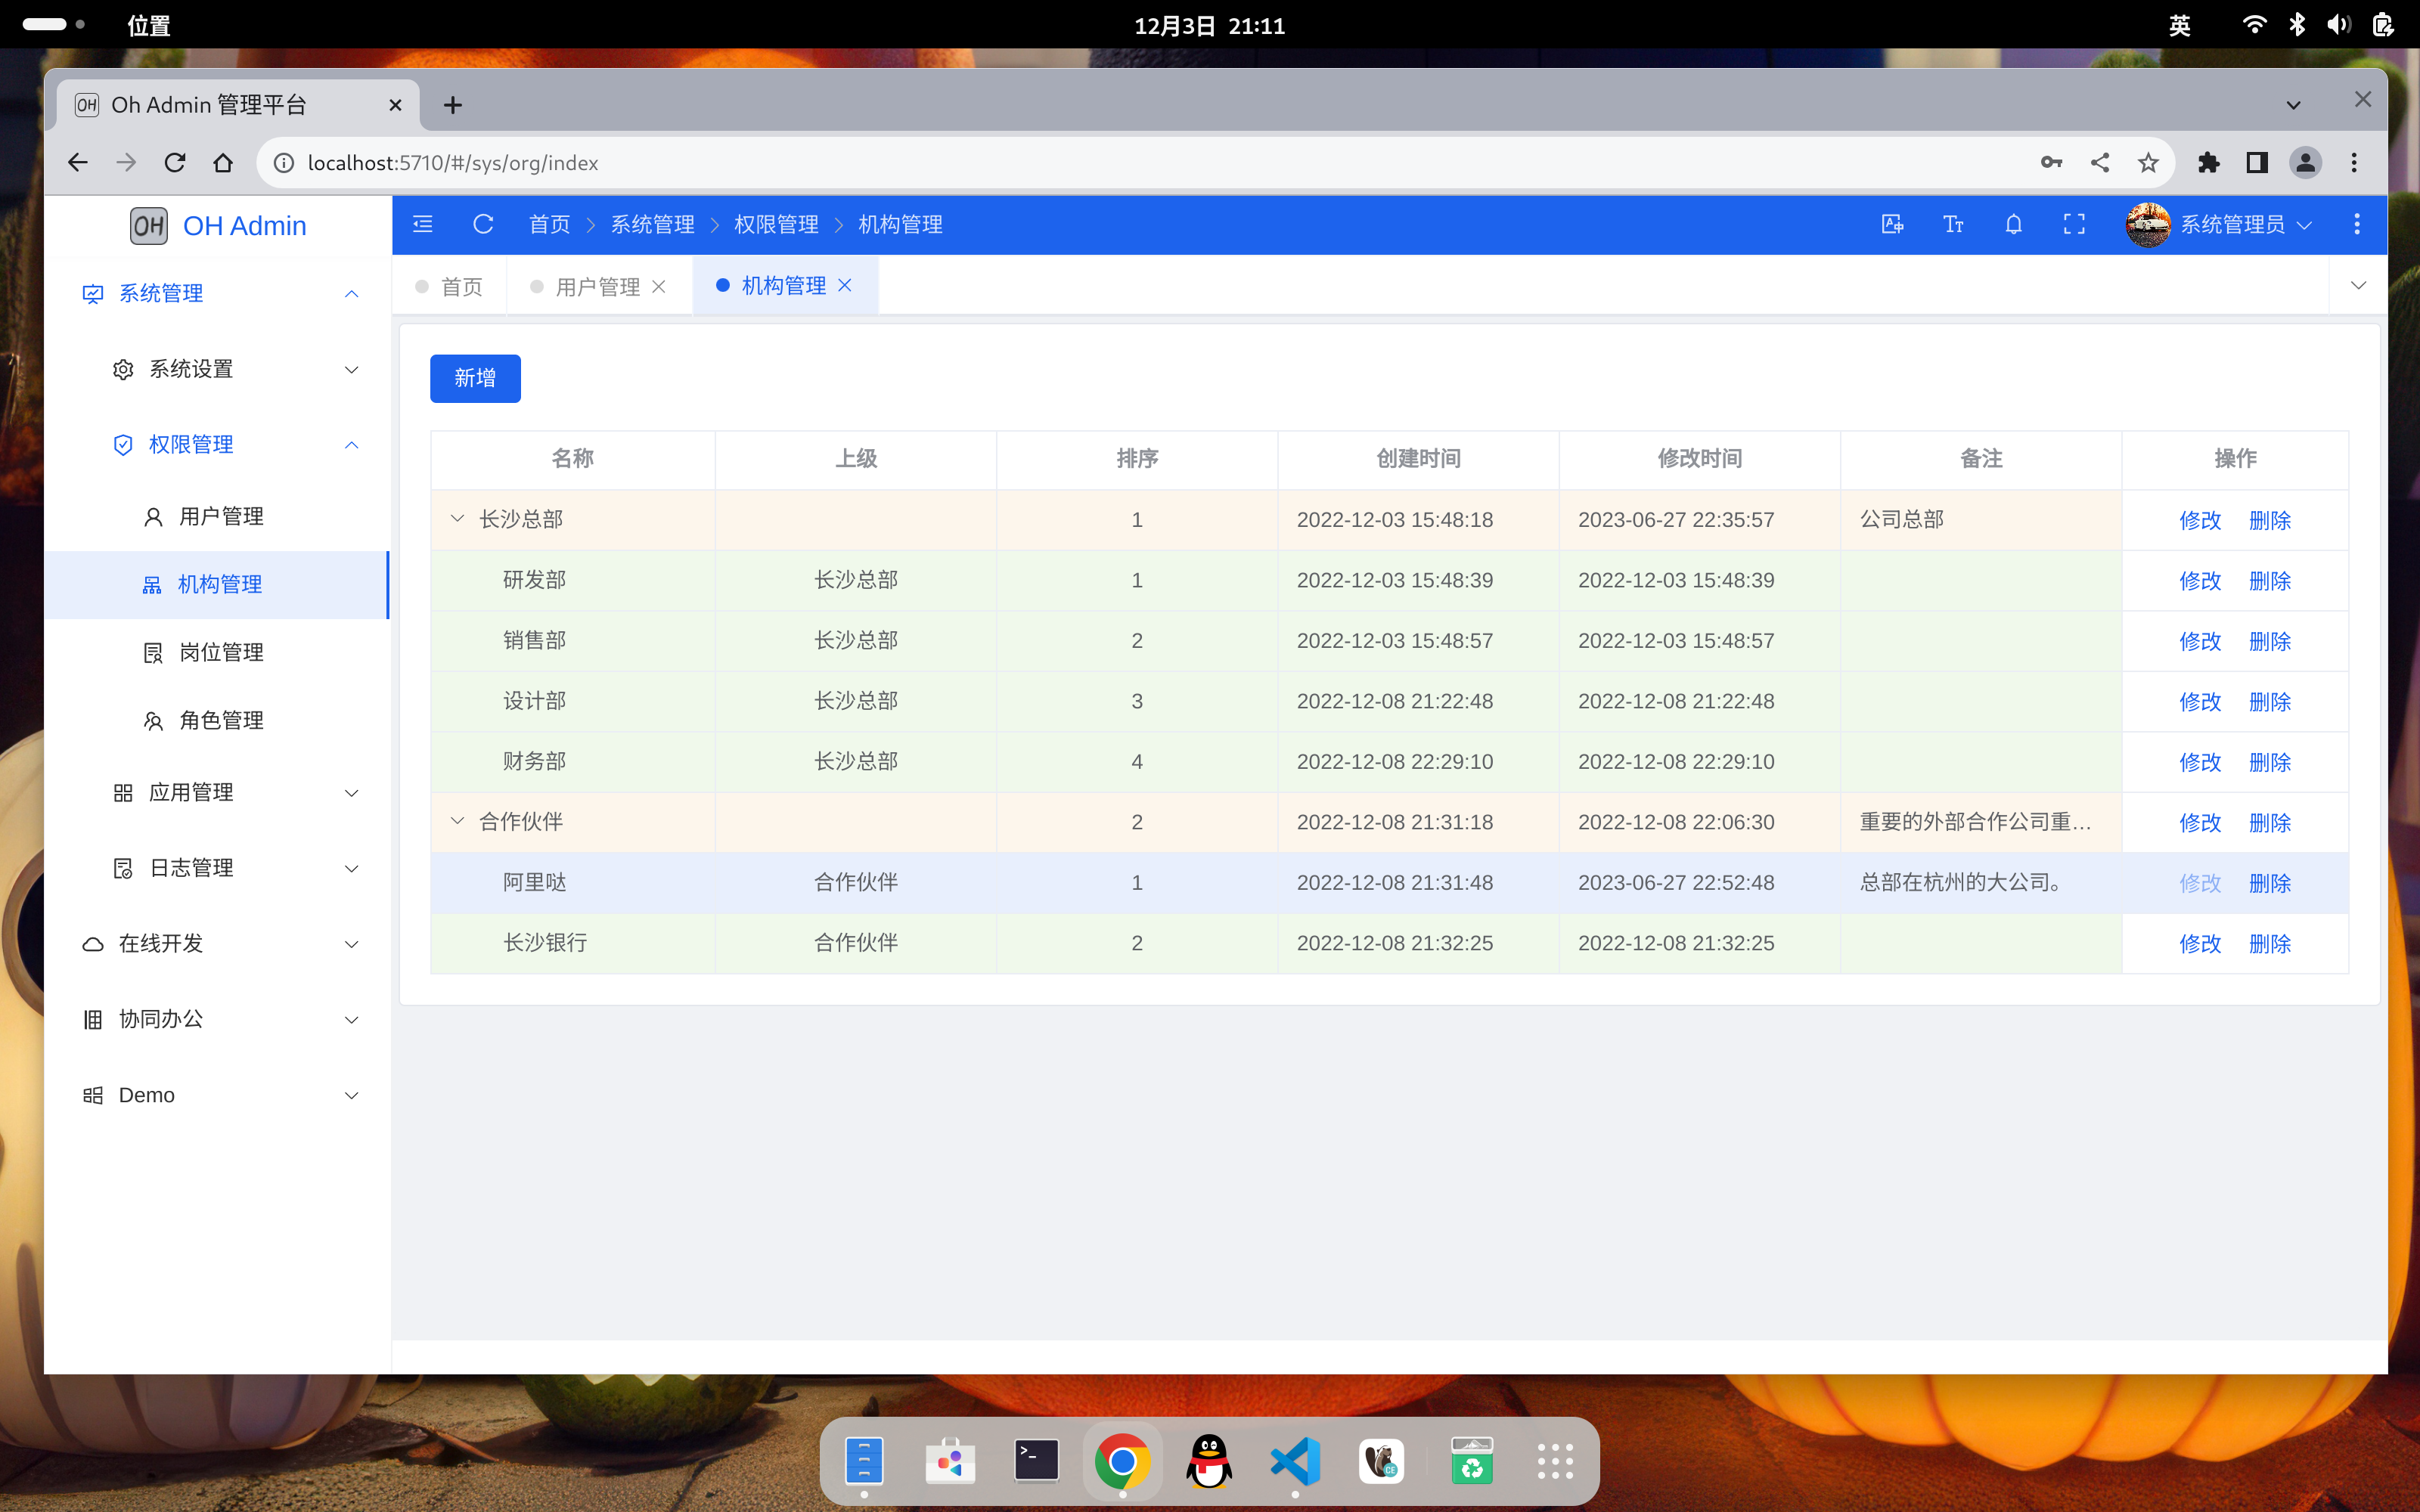 位置
12月3日 21:11
英
Oh Admin 管理平台
localhost:5710/#/sys/org/index
OH OH Admin
首页 系统管理 权限管理 机构管理
系统管理员
首页 用户管理 机构管理
系统管理
系统设置
权限管理
用户管理
机构管理
岗位管理
角色管理
应用管理
日志管理
在线开发
协同办公
Demo
新增
名称 上级 排序 创建时间 修改时间 备注 操作
长沙总部 1 2022-12-03 15:48:18 2023-06-27 22:35:57 公司总部 修改 删除
研发部 长沙总部 1 2022-12-03 15:48:39 2022-12-03 15:48:39 修改 删除
销售部 长沙总部 2 2022-12-03 15:48:57 2022-12-03 15:48:57 修改 删除
设计部 长沙总部 3 2022-12-08 21:22:48 2022-12-08 21:22:48 修改 删除
财务部 长沙总部 4 2022-12-08 22:29:10 2022-12-08 22:29:10 修改 删除
合作伙伴 2 2022-12-08 21:31:18 2022-12-08 22:06:30 重要的外部合作公司重... 修改 删除
阿里哒 合作伙伴 1 2022-12-08 21:31:48 2023-06-27 22:52:48 总部在杭州的大公司。 修改 删除
长沙银行 合作伙伴 2 2022-12-08 21:32:25 2022-12-08 21:32:25 修改 删除